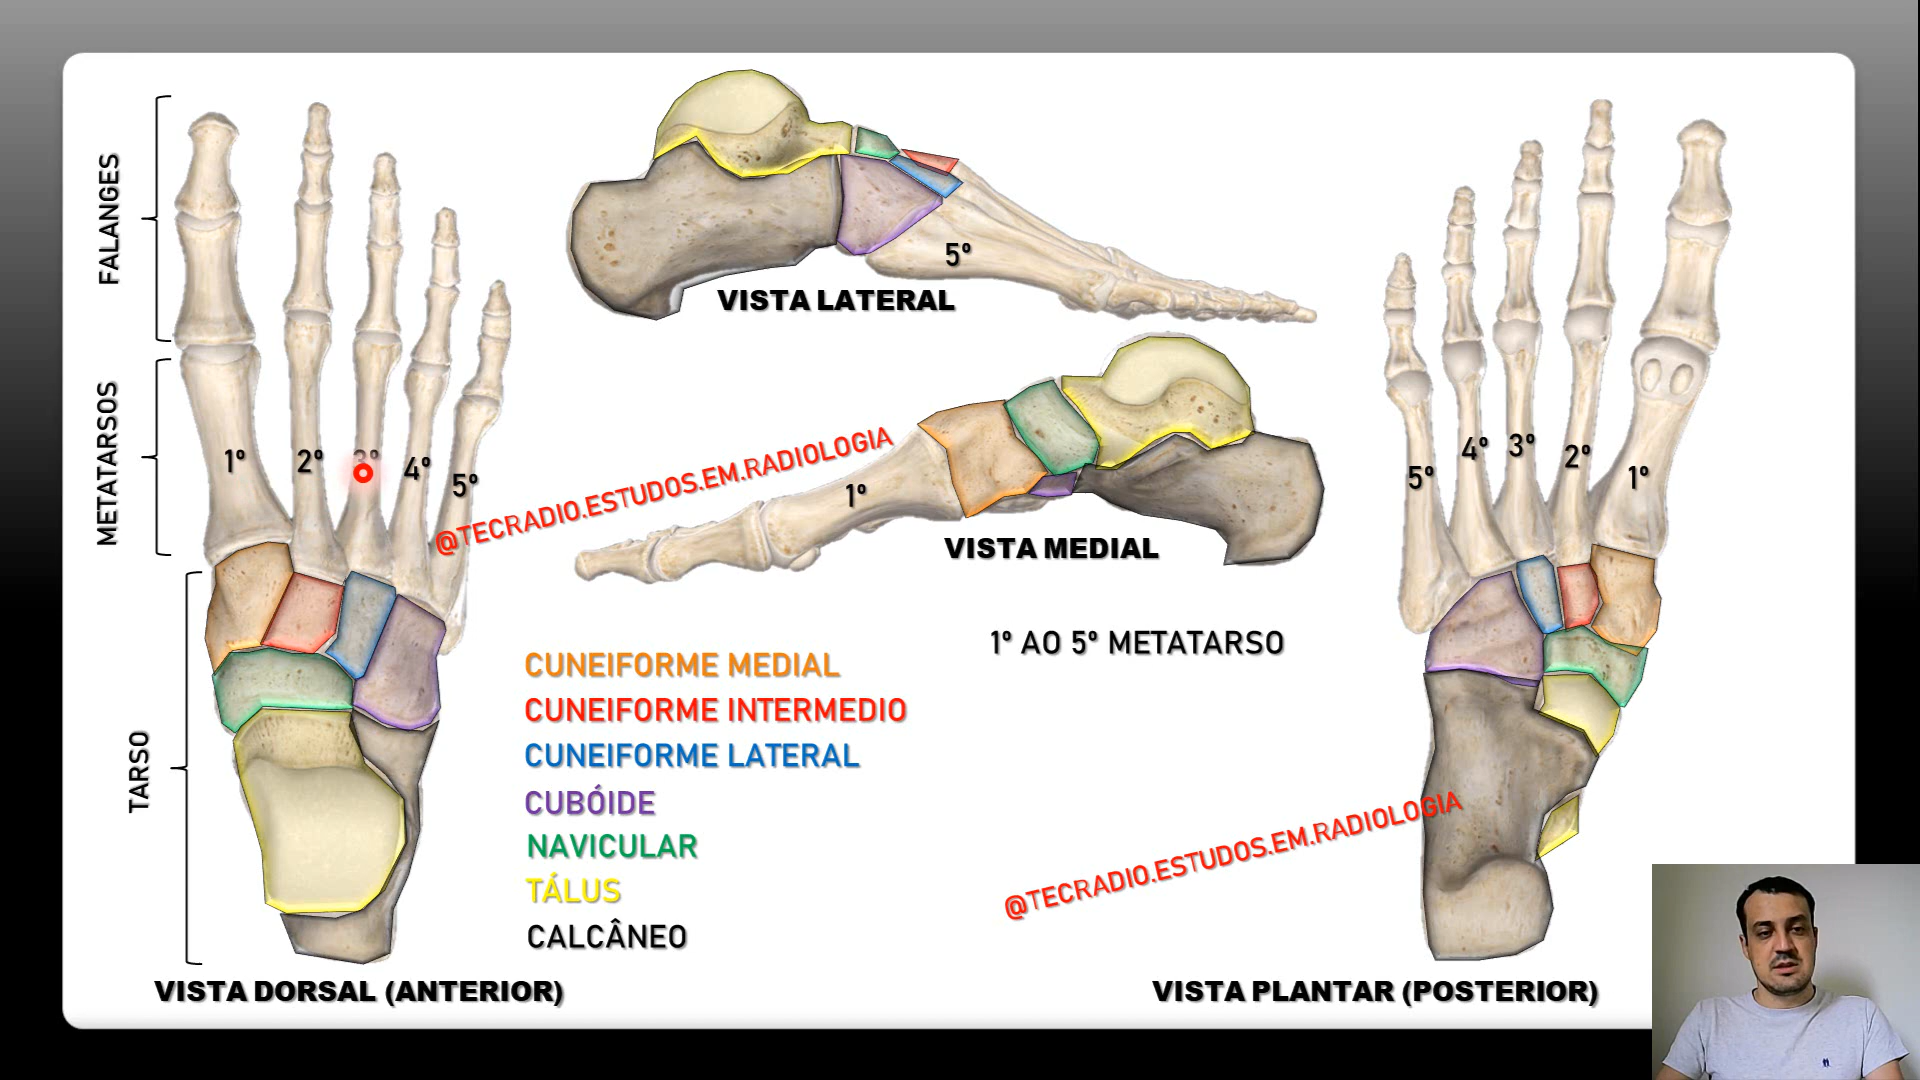 FALANGES
METATARSOS
TARSO
1º
2º
3º
4º
5º
VISTA DORSAL (ANTERIOR)
5º
VISTA LATERAL
@TECRADIO.ESTUDOS.EM.RADIOLOGIA
1º
VISTA MEDIAL
1º AO 5º METATARSO
CUNEIFORME MEDIAL
CUNEIFORME INTERMEDIO
CUNEIFORME LATERAL
CUBÓIDE
NAVICULAR
TÁLUS
CALCÂNEO
5º
4º
3º
2º
1º
@TECRADIO.ESTUDOS.EM.RADIOLOGIA
VISTA PLANTAR (POSTERIOR)